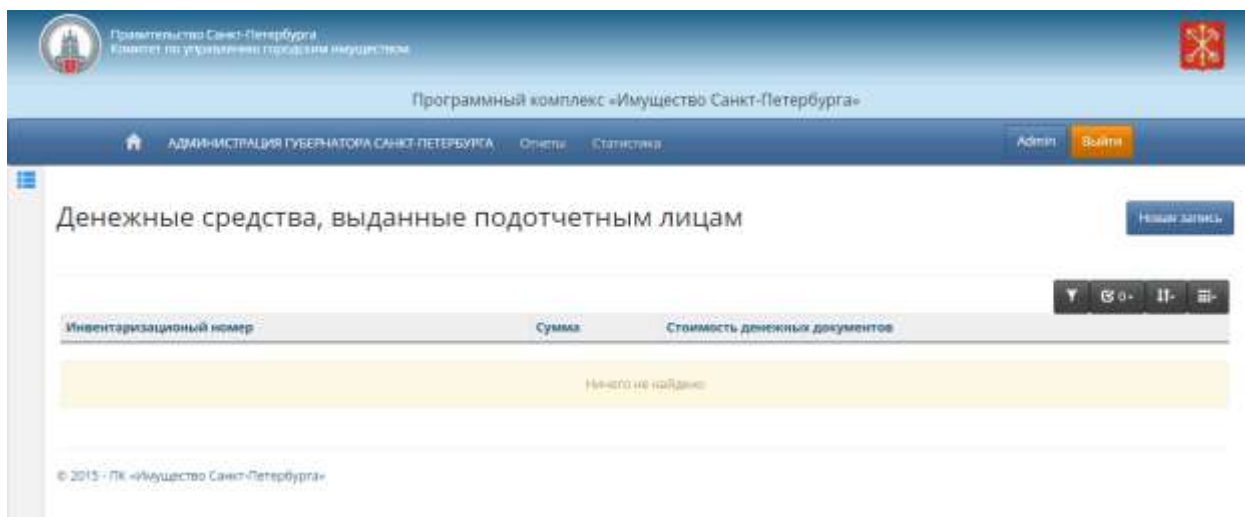 Правительство Санкт-Петербурга
Комитет по управлению городским имуществом
Программный комплекс «Имущество Санкт-Петербурга»
АДМИНИСТРАЦИЯ ГУБЕРНАТОРА САНКТ-ПЕТЕРБУРГА Отчеты Статистика Admin Выйти
Денежные средства, выданные подотчетным лицам Новая запись
0
Инвентаризационый номер Сумма Стоимость денежных документов
Ничего не найдено
© 2015 - ПК «Имущество Санкт-Петербурга»